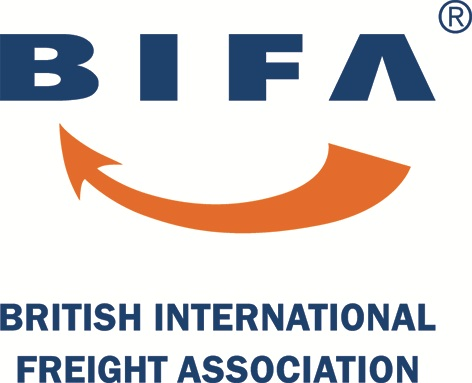 BIFA®
BRITISH INTERNATIONAL
FREIGHT ASSOCIATION